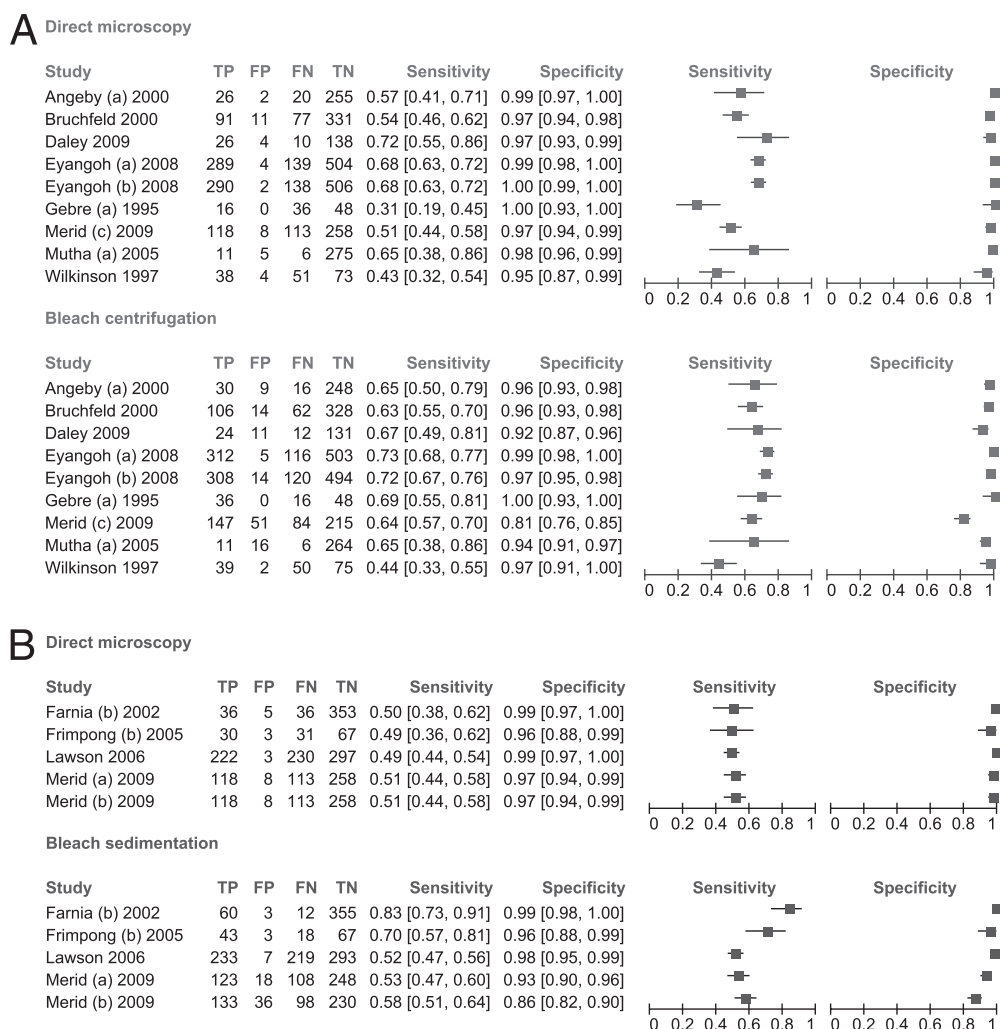 A Direct microscopy
Study TP FP FN TN Sensitivity Specificity Sensitivity Specificity
Angeby (a) 2000 26 2 20 255 0.57 [0.41, 0.71] 0.99 [0.97, 1.00]
Bruchfeld 2000 91 11 77 331 0.54 [0.46, 0.62] 0.97 [0.94, 0.98]
Daley 2009 26 4 10 138 0.72 [0.55, 0.86] 0.97 [0.93, 0.99]
Eyangoh (a) 2008 289 4 139 504 0.68 [0.63, 0.72] 0.99 [0.98, 1.00]
Eyangoh (b) 2008 290 2 138 506 0.68 [0.63, 0.72] 1.00 [0.99, 1.00]
Gebre (a) 1995 16 0 36 48 0.31 [0.19, 0.45] 1.00 [0.93, 1.00]
Merid (c) 2009 118 8 113 258 0.51 [0.44, 0.58] 0.97 [0.94, 0.99]
Mutha (a) 2005 11 5 6 275 0.65 [0.38, 0.86] 0.98 [0.96, 0.99]
Wilkinson 1997 38 4 51 73 0.43 [0.32, 0.54] 0.95 [0.87, 0.99]
0 0.2 0.4 0.6 0.8 1 0 0.2 0.4 0.6 0.8 1
Bleach centrifugation
Study TP FP FN TN Sensitivity Specificity Sensitivity Specificity
Angeby (a) 2000 30 9 16 248 0.65 [0.50, 0.79] 0.96 [0.93, 0.98]
Bruchfeld 2000 106 14 62 328 0.63 [0.55, 0.70] 0.96 [0.93, 0.98]
Daley 2009 24 11 12 131 0.67 [0.49, 0.81] 0.92 [0.87, 0.96]
Eyangoh (a) 2008 312 5 116 503 0.73 [0.68, 0.77] 0.99 [0.98, 1.00]
Eyangoh (b) 2008 308 14 120 494 0.72 [0.67, 0.76] 0.97 [0.95, 0.98]
Gebre (a) 1995 36 0 16 48 0.69 [0.55, 0.81] 1.00 [0.93, 1.00]
Merid (c) 2009 147 51 84 215 0.64 [0.57, 0.70] 0.81 [0.76, 0.85]
Mutha (a) 2005 11 16 6 264 0.65 [0.38, 0.86] 0.94 [0.91, 0.97]
Wilkinson 1997 39 2 50 75 0.44 [0.33, 0.55] 0.97 [0.91, 1.00]
0 0.2 0.4 0.6 0.8 1 0 0.2 0.4 0.6 0.8 1
B Direct microscopy
Study TP FP FN TN Sensitivity Specificity Sensitivity Specificity
Farnia (b) 2002 36 5 36 353 0.50 [0.38, 0.62] 0.99 [0.97, 1.00]
Frimpong (b) 2005 30 3 31 67 0.49 [0.36, 0.62] 0.96 [0.88, 0.99]
Lawson 2006 222 3 230 297 0.49 [0.44, 0.54] 0.99 [0.97, 1.00]
Merid (a) 2009 118 8 113 258 0.51 [0.44, 0.58] 0.97 [0.94, 0.99]
Merid (b) 2009 118 8 113 258 0.51 [0.44, 0.58] 0.97 [0.94, 0.99]
0 0.2 0.4 0.6 0.8 1 0 0.2 0.4 0.6 0.8 1
Bleach sedimentation
Study TP FP FN TN Sensitivity Specificity Sensitivity Specificity
Farnia (b) 2002 60 3 12 355 0.83 [0.73, 0.91] 0.99 [0.98, 1.00]
Frimpong (b) 2005 43 3 18 67 0.70 [0.57, 0.81] 0.96 [0.88, 0.99]
Lawson 2006 233 7 219 293 0.52 [0.47, 0.56] 0.98 [0.95, 0.99]
Merid (a) 2009 123 18 108 248 0.53 [0.47, 0.60] 0.93 [0.90, 0.96]
Merid (b) 2009 133 36 98 230 0.58 [0.51, 0.64] 0.86 [0.82, 0.90]
0 0.2 0.4 0.6 0.8 1 0 0.2 0.4 0.6 0.8 1